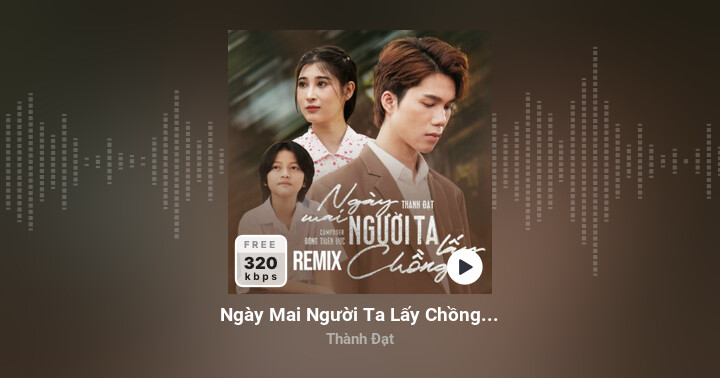 Ngày
mai
THÀNH ĐẠT
COMPOSER
ĐÔNG THIÊN ĐỨC
NGƯỜI TA
lấy
REMIX
Chồng
FREE
320
kbps
Ngày Mai Người Ta Lấy Chồng...
Thành Đạt